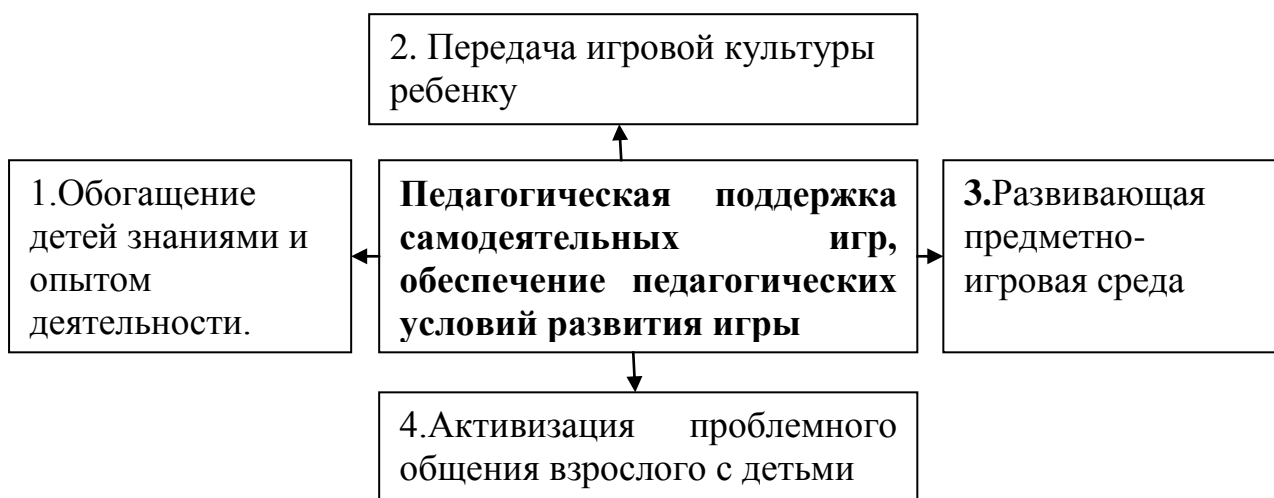 2. Передача игровой культуры
ребенку
1.Обогащение
детей знаниями и
опытом
деятельности.
Педагогическая поддержка
самодеятельных игр,
обеспечение педагогических
условий развития игры
3.Развивающая
предметно-
игровая среда
4.Активизация проблемного
общения взрослого с детьми